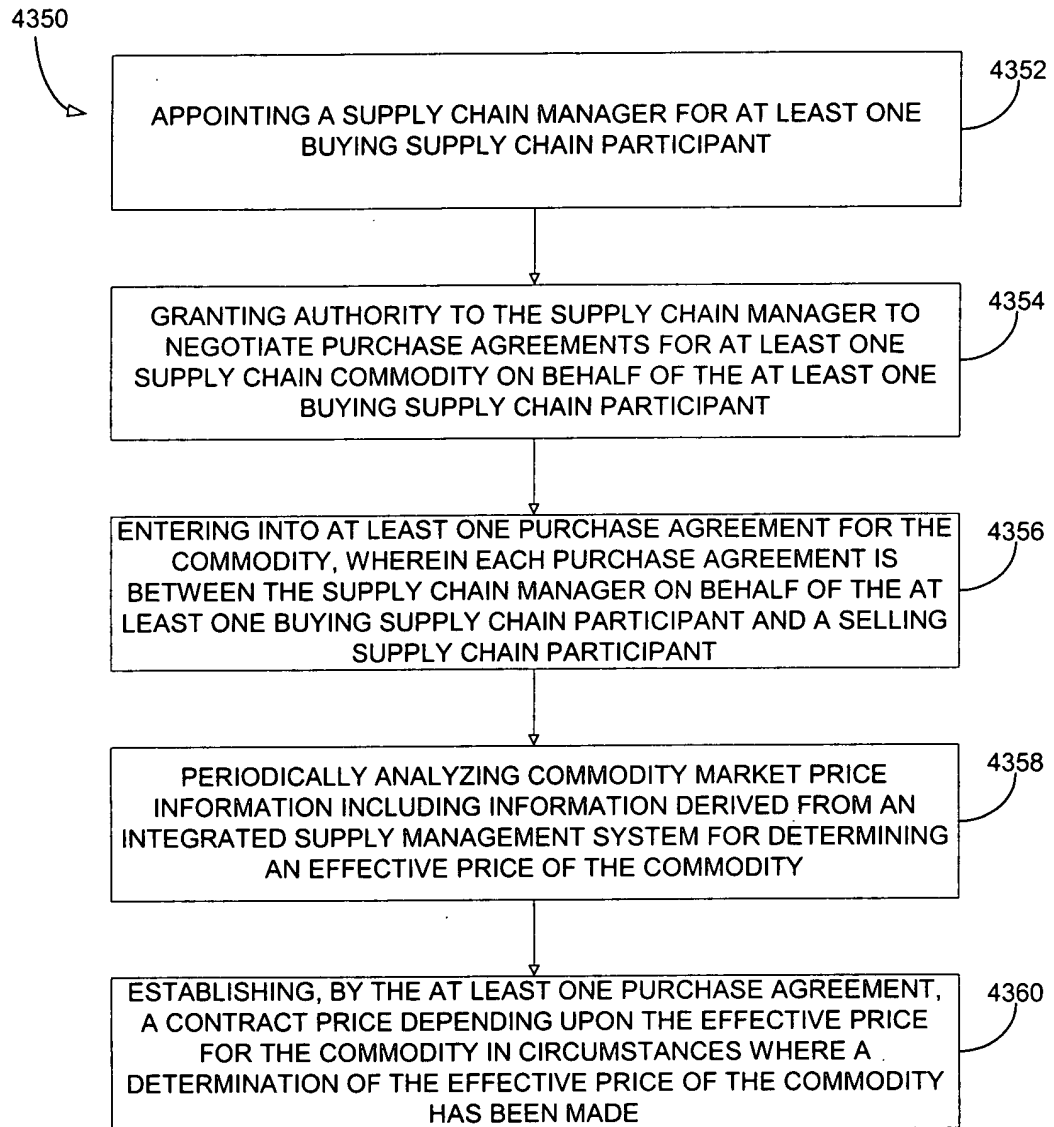 4350
4352
APPOINTING A SUPPLY CHAIN MANAGER FOR AT LEAST ONE
BUYING SUPPLY CHAIN PARTICIPANT
4354
GRANTING AUTHORITY TO THE SUPPLY CHAIN MANAGER TO
NEGOTIATE PURCHASE AGREEMENTS FOR AT LEAST ONE
SUPPLY CHAIN COMMODITY ON BEHALF OF THE AT LEAST ONE
BUYING SUPPLY CHAIN PARTICIPANT
4356
ENTERING INTO AT LEAST ONE PURCHASE AGREEMENT FOR THE
COMMODITY, WHEREIN EACH PURCHASE AGREEMENT IS
BETWEEN THE SUPPLY CHAIN MANAGER ON BEHALF OF THE AT
LEAST ONE BUYING SUPPLY CHAIN PARTICIPANT AND A SELLING
SUPPLY CHAIN PARTICIPANT
4358
PERIODICALLY ANALYZING COMMODITY MARKET PRICE
INFORMATION INCLUDING INFORMATION DERIVED FROM AN
INTEGRATED SUPPLY MANAGEMENT SYSTEM FOR DETERMINING
AN EFFECTIVE PRICE OF THE COMMODITY
4360
ESTABLISHING, BY THE AT LEAST ONE PURCHASE AGREEMENT,
A CONTRACT PRICE DEPENDING UPON THE EFFECTIVE PRICE
FOR THE COMMODITY IN CIRCUMSTANCES WHERE A
DETERMINATION OF THE EFFECTIVE PRICE OF THE COMMODITY
HAS BEEN MADE